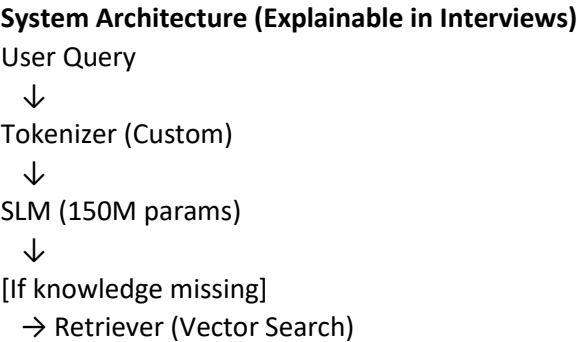 System Architecture (Explainable in Interviews)
User Query
↓
Tokenizer (Custom)
↓
SLM (150M params)
↓
[If knowledge missing]
→ Retriever (Vector Search)